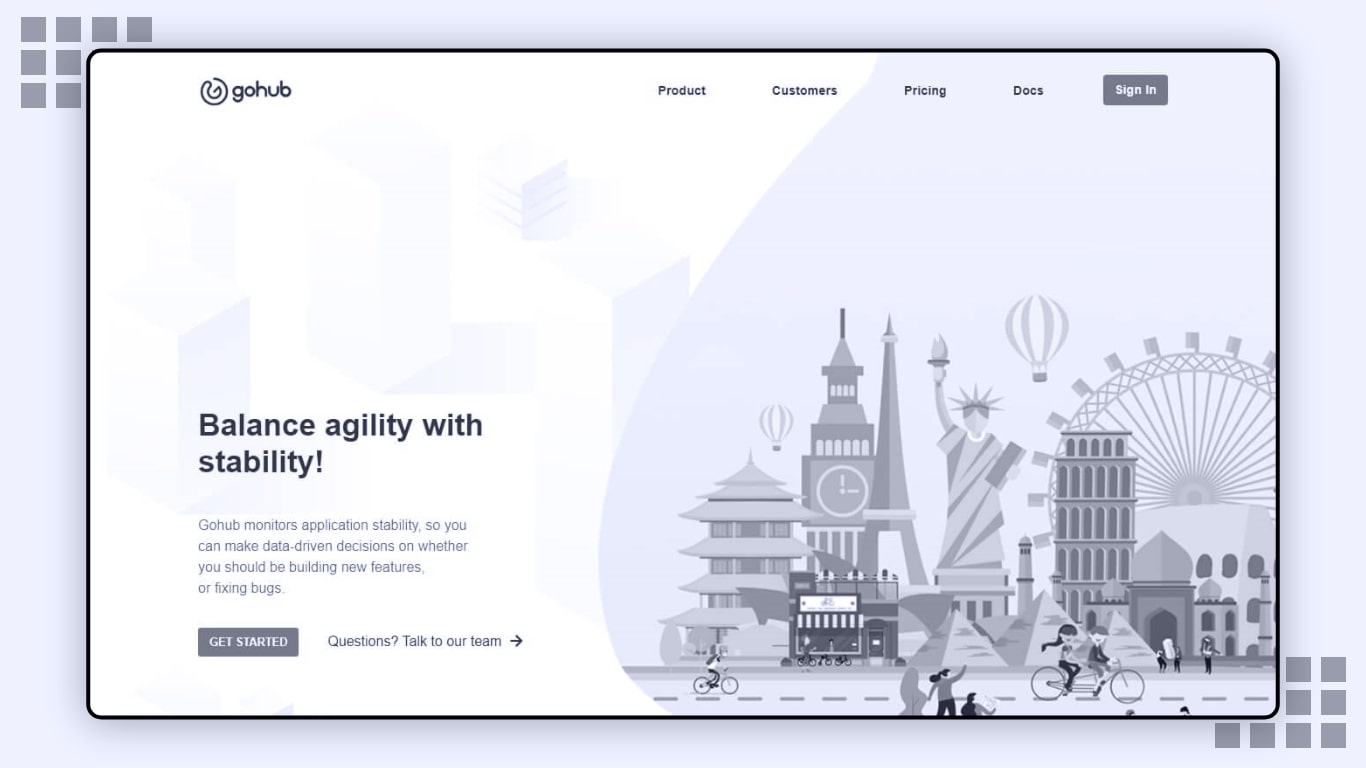 gohub
Product
Customers
Pricing
Docs
Sign In
Balance agility with
stability!
Gohub monitors application stability, so you
can make data-driven decisions on whether
you should be building new features,
or fixing bugs.
GET STARTED
Questions? Talk to our team